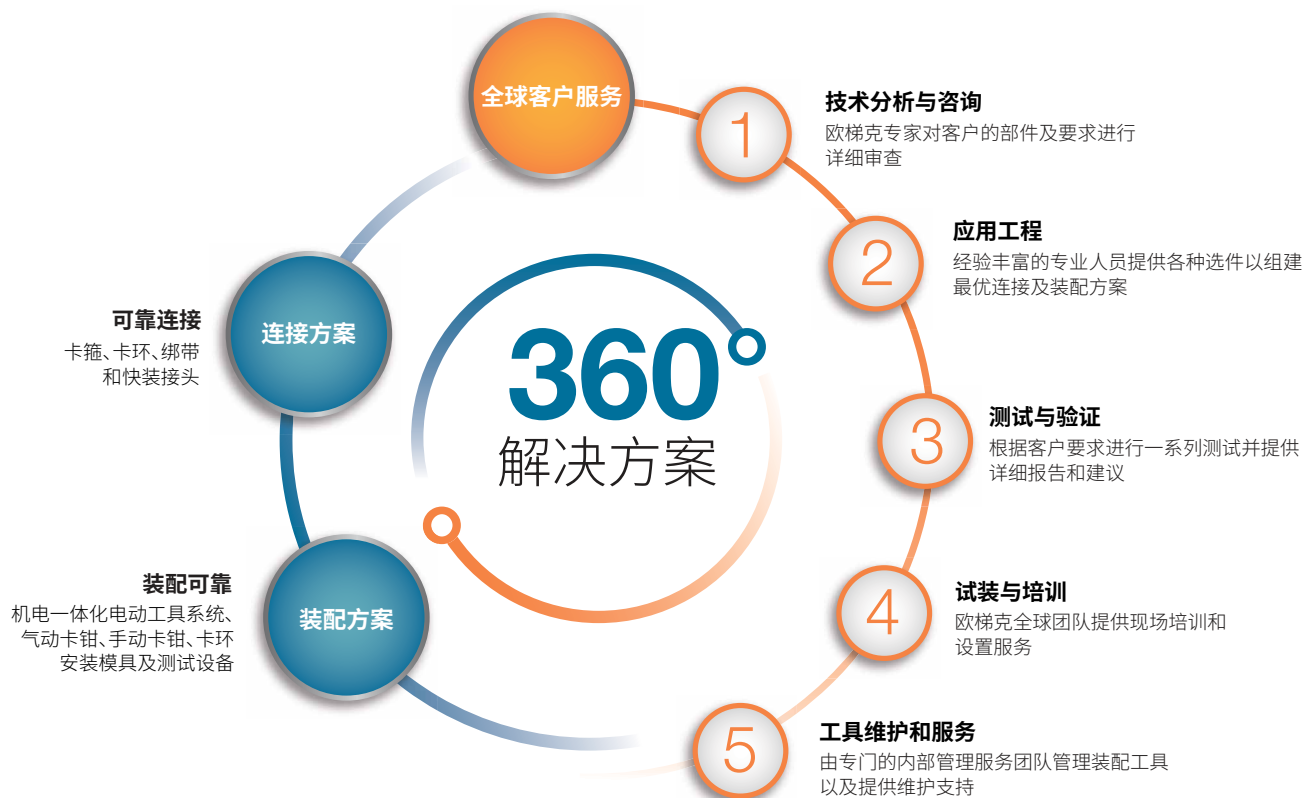 全球客户服务
1
技术分析与咨询
欧梯克专家对客户的部件及要求进行
详细审查
2
应用工程
经验丰富的专业人员提供各种选件以组建
最优连接及装配方案
3
测试与验证
根据客户要求进行一系列测试并提供
详细报告和建议
4
试装与培训
欧梯克全球团队提供现场培训和
设置服务
5
工具维护和服务
由专门的内部管理服务团队管理装配工具
以及提供维护支持
连接方案
可靠连接
卡箍、卡环、绑带
和快装接头
装配方案
装配可靠
机电一体化电动工具系统、
气动卡钳、手动卡钳、卡环
安装模具及测试设备
360°
解决方案